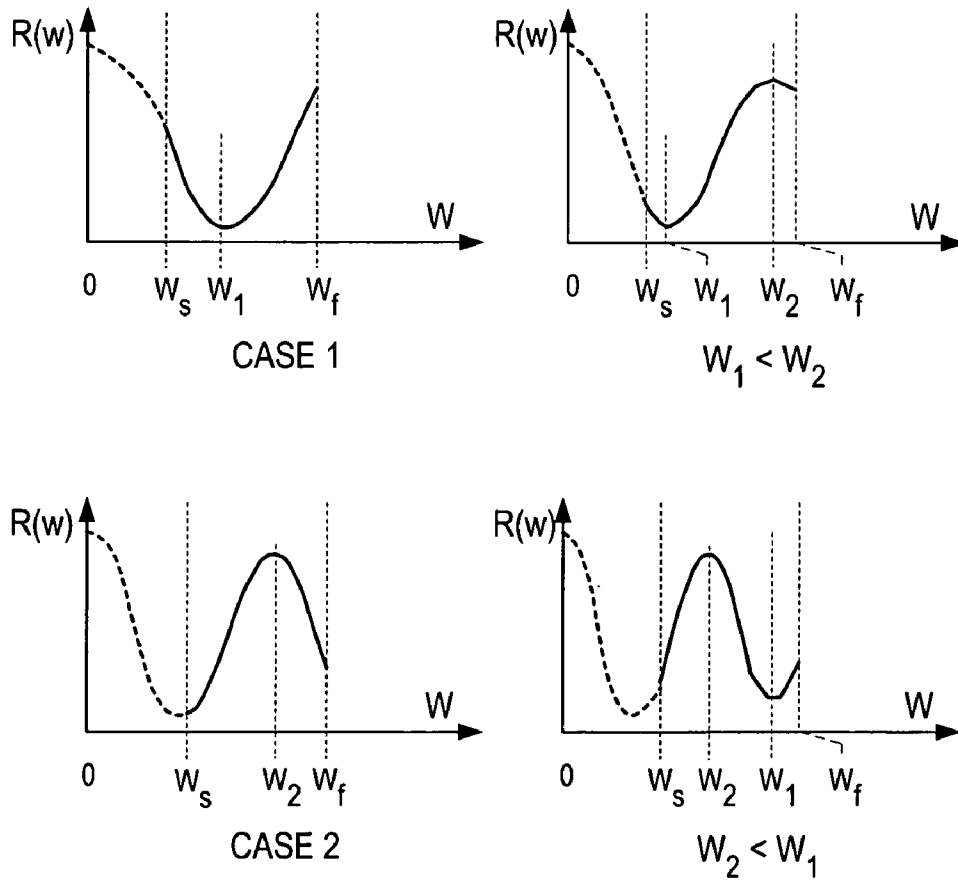 R(w)
W
0 Ws W1 Wf
CASE 1
R(w)
W
0 Ws W1 W2 Wf
W1 < W2
R(w)
W
0 Ws W2 Wf
CASE 2
R(w)
W
0 Ws W2 W1 Wf
W2 < W1